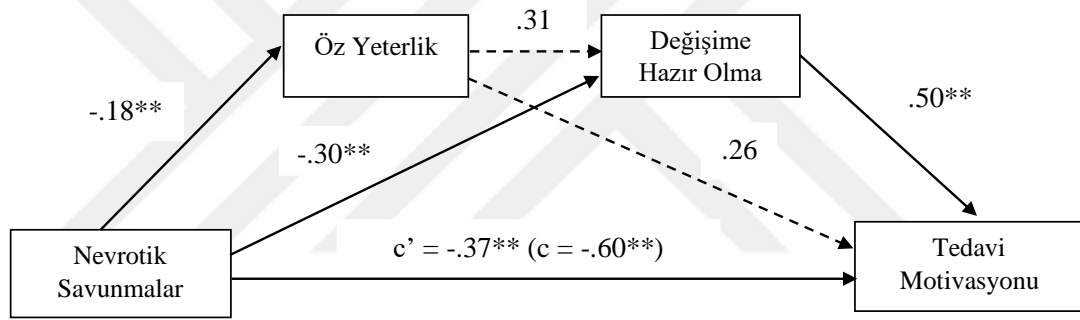 .31
Öz Yeterlik
Değişime
Hazır Olma
-.18**
.50**
-.30**
.26
Nevrotik
Savunmalar
c’ = -.37** (c = -.60**)
Tedavi
Motivasyonu